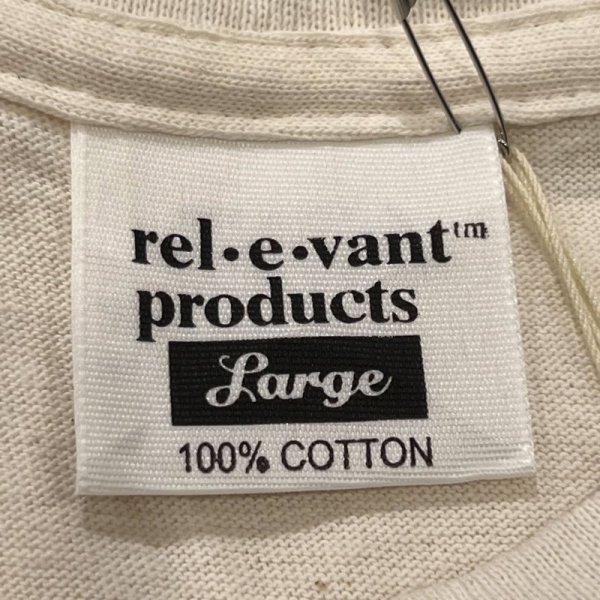 rel•e•vant™
products
Large
100% COTTON